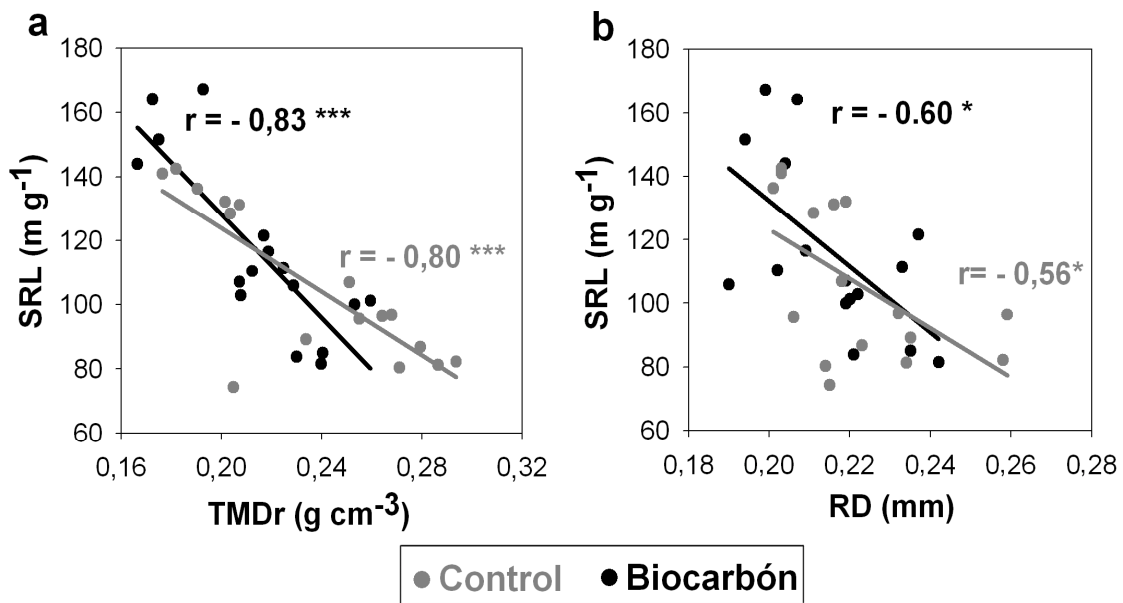 a
180
160
140
120
100
80
60
SRL (m g-1)
r = - 0,83 ***
r = - 0,80 ***
0,16 0,20 0,24 0,28 0,32
TMDr (g cm-3)
b
180
160
140
120
100
80
60
SRL (m g-1)
r = - 0.60 *
r= - 0,56*
0,18 0,20 0,22 0,24 0,26 0,28
RD (mm)
Control Biocarbón